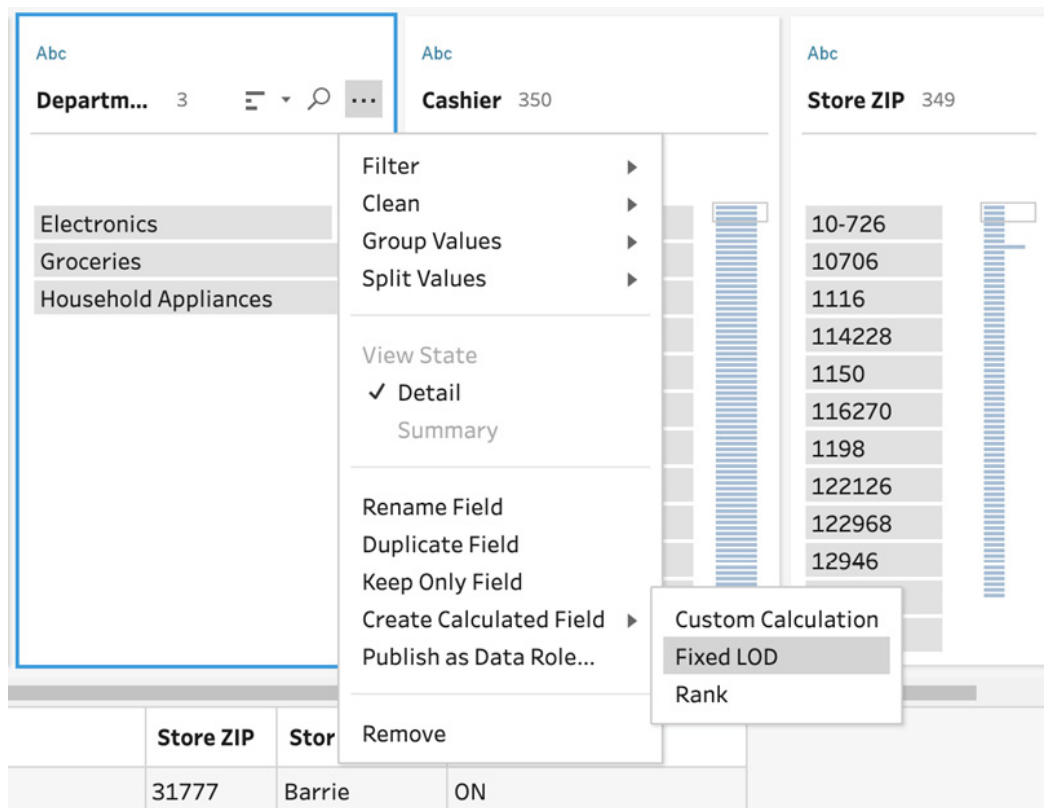 Abc
Departm... 3
Abc
Cashier 350
Abc
Store ZIP 349
Electronics
Groceries
Household Appliances
Filter
Clean
Group Values
Split Values
View State
✓ Detail
Summary
Rename Field
Duplicate Field
Keep Only Field
Create Calculated Field
Publish as Data Role...
Remove
Custom Calculation
Fixed LOD
Rank
10-726
10706
1116
114228
1150
116270
1198
122126
122968
12946
Store ZIP Stor
31777 Barrie ON